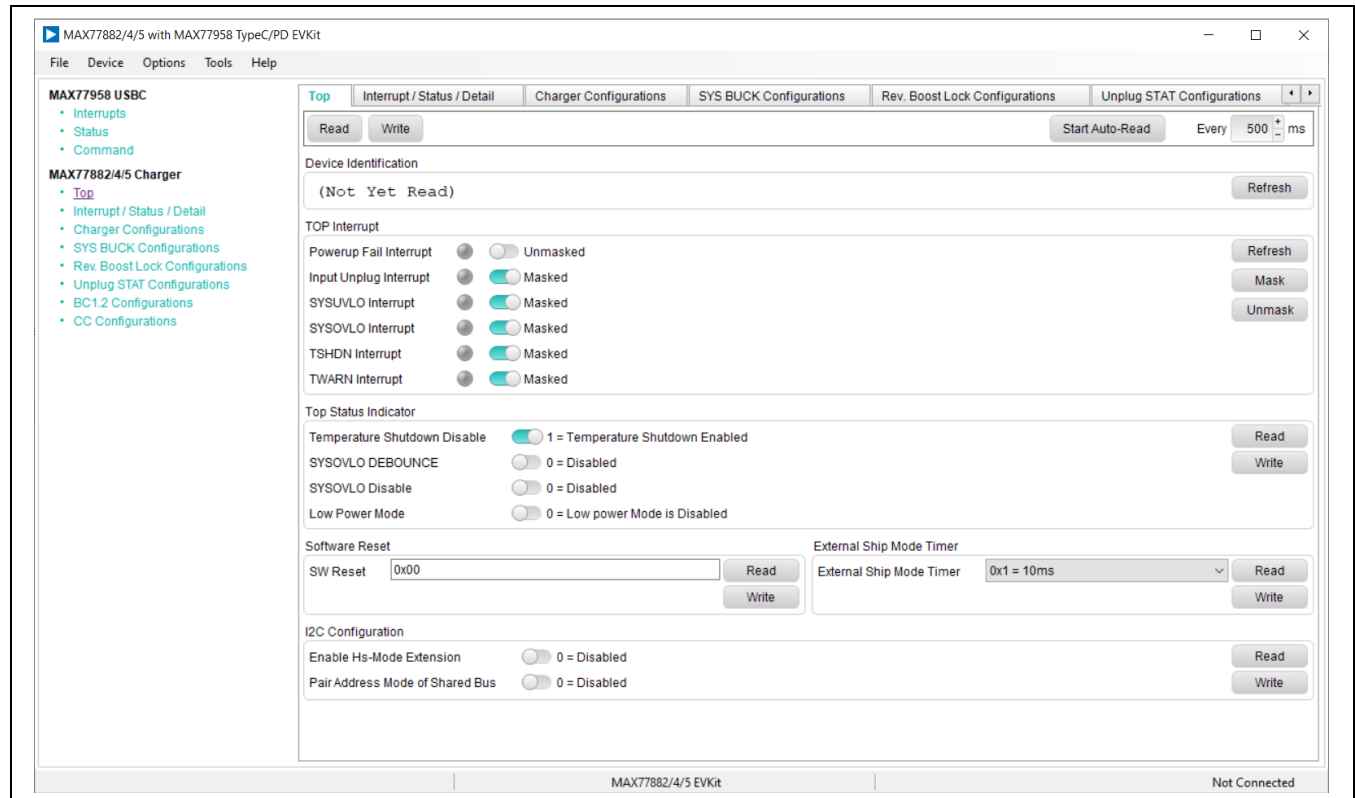 MAX77882/4/5 with MAX77958 TypeC/PD EVKit
File Device Options Tools Help
MAX77958 USBC
• Interrupts
• Status
• Command
MAX77882/4/5 Charger
• Top
• Interrupt / Status / Detail
• Charger Configurations
• SYS BUCK Configurations
• Rev. Boost Lock Configurations
• Unplug STAT Configurations
• BC1.2 Configurations
• CC Configurations
Top Interrupt / Status / Detail Charger Configurations SYS BUCK Configurations Rev. Boost Lock Configurations Unplug STAT Configurations
Read Write Start Auto-Read Every 500 + - ms
Device Identification
(Not Yet Read) Refresh
TOP Interrupt
Powerup Fail Interrupt Unmasked Refresh
Input Unplug Interrupt Masked Mask
SYSUVLO Interrupt Masked Unmask
SYSOVLO Interrupt Masked
TSHDN Interrupt Masked
TWARN Interrupt Masked
Top Status Indicator
Temperature Shutdown Disable 1 = Temperature Shutdown Enabled Read
SYSOVLO DEBOUNCE 0 = Disabled Write
SYSOVLO Disable 0 = Disabled
Low Power Mode 0 = Low power Mode is Disabled
Software Reset External Ship Mode Timer
SW Reset 0x00 Read External Ship Mode Timer 0x1 = 10ms Read
Write Write
I2C Configuration
Enable Hs-Mode Extension 0 = Disabled Read
Pair Address Mode of Shared Bus 0 = Disabled Write
MAX77882/4/5 EVKit Not Connected